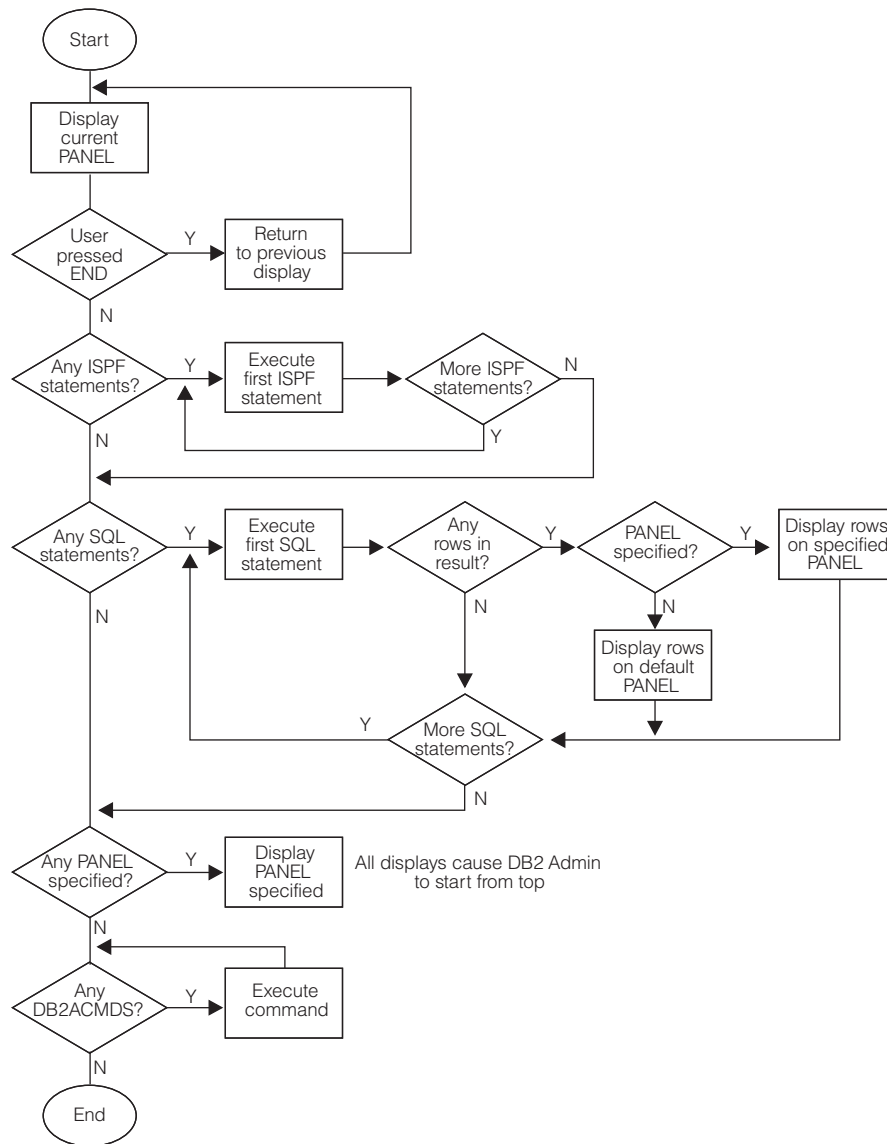 Start
Display
current
PANEL
User
pressed
END
Y
Return
to previous
display
N
Any ISPF
statements?
Y
Execute
first ISPF
statement
More ISPF
statements?
N
Y
N
Any SQL
statements?
Y
Execute
first SQL
statement
Any
rows in
result?
Y
PANEL
specified?
Y
Display rows
on specified
PANEL
N
N
N
Display rows
on default
PANEL
Y
More SQL
statements?
N
Any PANEL
specified?
Y
Display
PANEL
specified
All displays cause DB2 Admin
to start from top
N
Any
DB2ACMDS?
Y
Execute
command
N
End